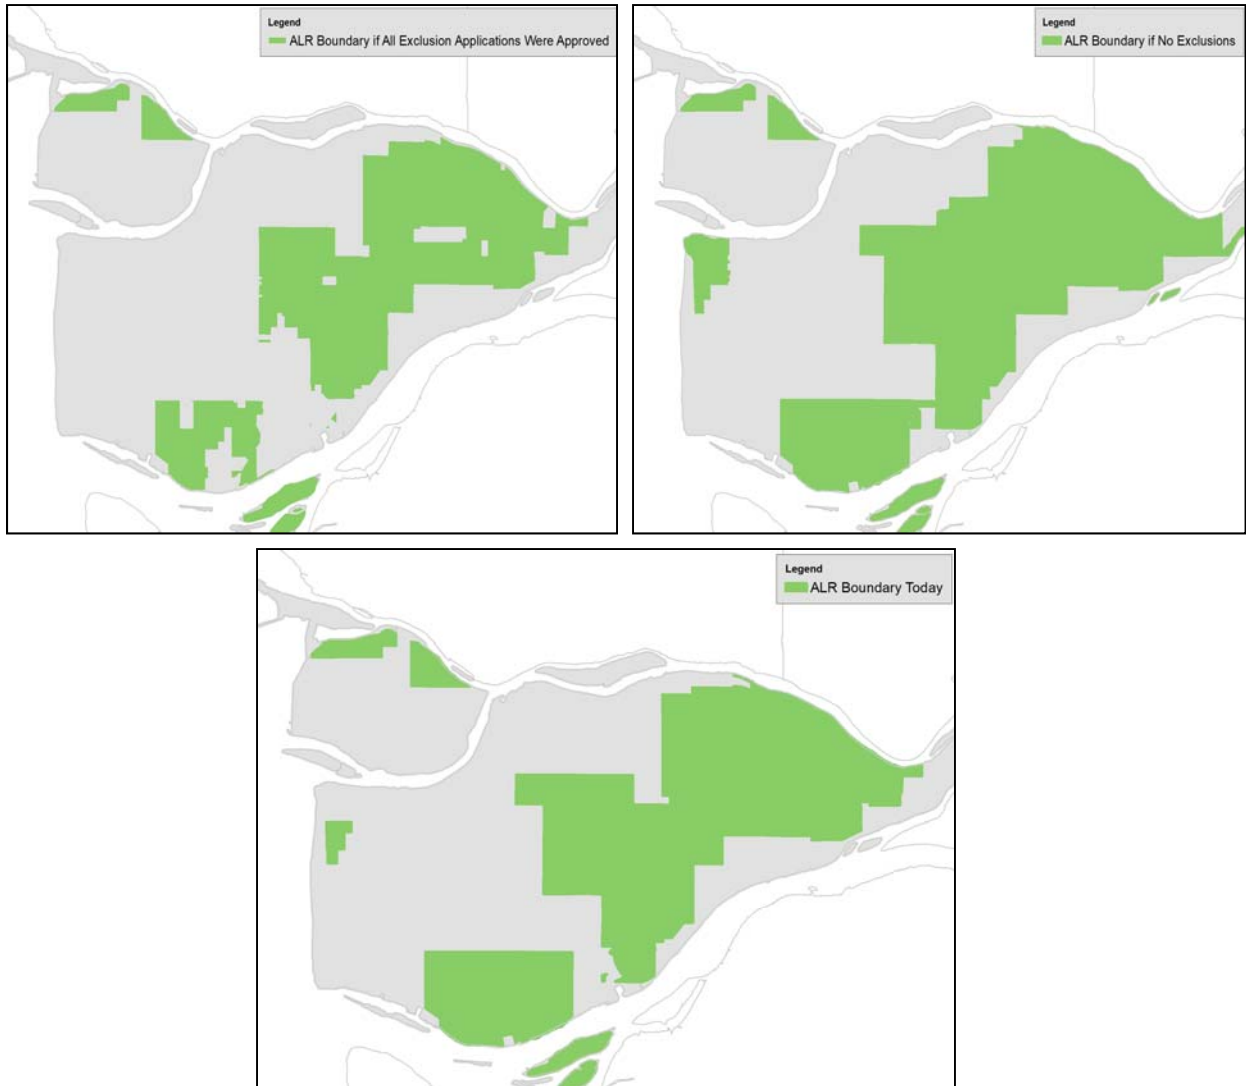 Legend
ALR Boundary if All Exclusion Applications Were Approved
Legend
ALR Boundary if No Exclusions
Legend
ALR Boundary Today